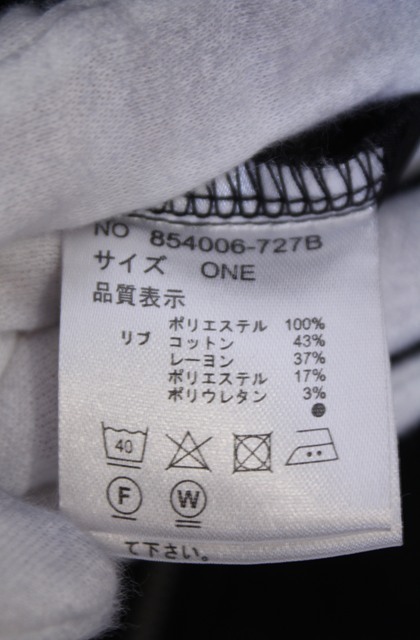 NO 854006-727B
サイズ ONE
品質表示
ポリエステル 100%
リブ コットン 43%
レーヨン 37%
ポリエステル 17%
ポリウレタン 3%
40
F W
て下さい。